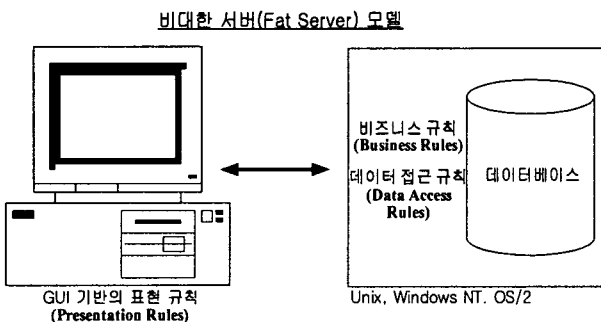 비대한 서버(Fat Server) 모델
비즈니스 규칙
(Business Rules)
데이터 접근 규칙
(Data Access
Rules)
데이터베이스
GUI 기반의 표현 규칙
(Presentation Rules)
Unix, Windows NT. OS/2